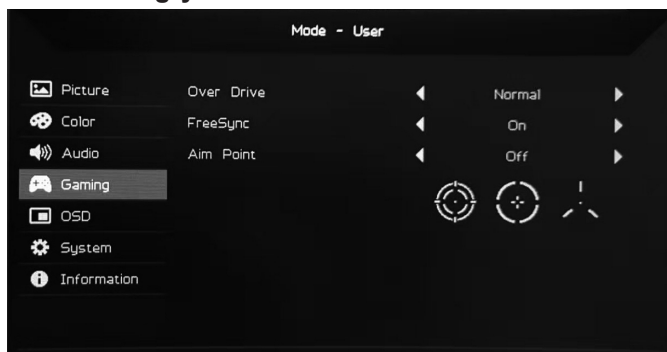 Mode - User
Picture
Over Drive Normal
Color
FreeSync On
Audio
Aim Point Off
Gaming
OSD
System
Information